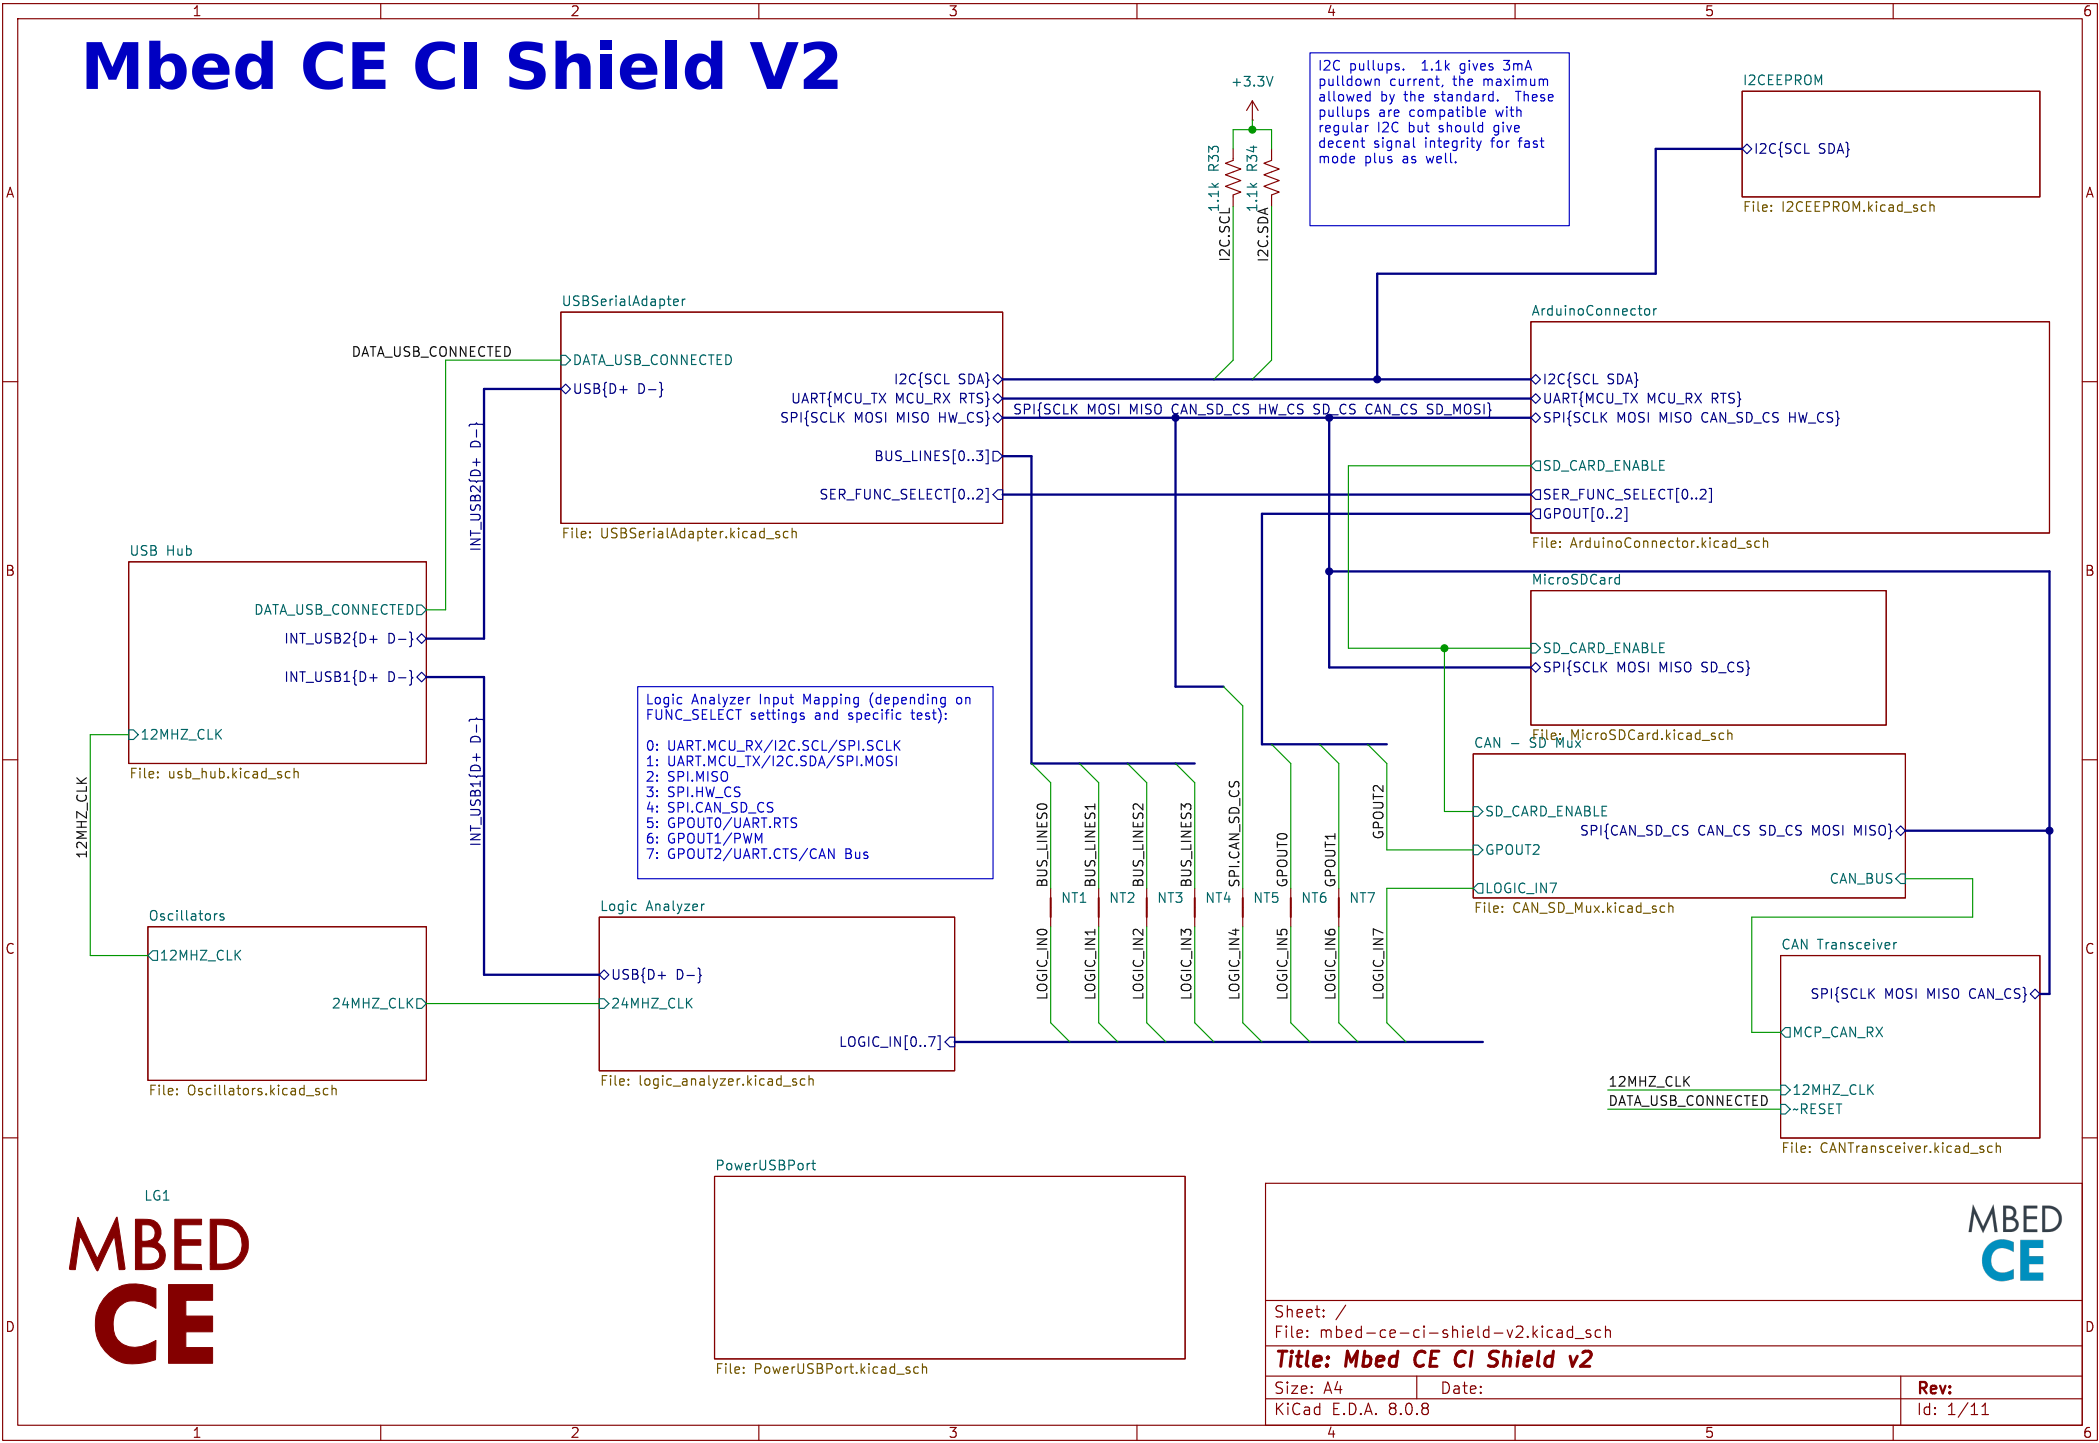 1 2 3 4 5 6
Mbed CE CI Shield V2
+3.3V
1.1k R33
1.1k R34
I2C.SCL
I2C.SDA
I2C pullups.  1.1k gives 3mA
pulldown current, the maximum
allowed by the standard.  These
pullups are compatible with
regular I2C but should give
decent signal integrity for fast
mode plus as well.
I2CEEPROM
I2C{SCL SDA}
File: I2CEEPROM.kicad_sch
A
A
USBSerialAdapter
DATA_USB_CONNECTED
DATA_USB_CONNECTED
USB{D+ D-}
I2C{SCL SDA}
UART{MCU_TX MCU_RX RTS}
SPI{SCLK MOSI MISO HW_CS}
BUS_LINES[0..3]
SER_FUNC_SELECT[0..2]
File: USBSerialAdapter.kicad_sch
SPI{SCLK MOSI MISO CAN_SD_CS HW_CS SD_CS CAN_CS SD_MOSI}
ArduinoConnector
I2C{SCL SDA}
UART{MCU_TX MCU_RX RTS}
SPI{SCLK MOSI MISO CAN_SD_CS HW_CS}
SD_CARD_ENABLE
SER_FUNC_SELECT[0..2]
GPOUT[0..2]
File: ArduinoConnector.kicad_sch
INT_USB2{D+ D-}
B
B
USB Hub
DATA_USB_CONNECTED
INT_USB2{D+ D-}
INT_USB1{D+ D-}
12MHZ_CLK
File: usb_hub.kicad_sch
MicroSDCard
SD_CARD_ENABLE
SPI{SCLK MOSI MISO SD_CS}
File: MicroSDCard.kicad_sch
INT_USB1{D+ D-}
12MHZ_CLK
Logic Analyzer Input Mapping (depending on
FUNC_SELECT settings and specific test):
0: UART.MCU_RX/I2C.SCL/SPI.SCLK
1: UART.MCU_TX/I2C.SDA/SPI.MOSI
2: SPI.MISO
3: SPI.HW_CS
4: SPI.CAN_SD_CS
5: GPOUT0/UART.RTS
6: GPOUT1/PWM
7: GPOUT2/UART.CTS/CAN Bus
BUS_LINES0
BUS_LINES1
BUS_LINES2
BUS_LINES3
SPI.CAN_SD_CS
GPOUT0
GPOUT1
GPOUT2
NT1 NT2 NT3 NT4 NT5 NT6 NT7
LOGIC_IN0
LOGIC_IN1
LOGIC_IN2
LOGIC_IN3
LOGIC_IN4
LOGIC_IN5
LOGIC_IN6
LOGIC_IN7
CAN - SD Mux
SD_CARD_ENABLE
SPI{CAN_SD_CS CAN_CS SD_CS MOSI MISO}
GPOUT2
CAN_BUS
LOGIC_IN7
File: CAN_SD_Mux.kicad_sch
C
C
Oscillators
12MHZ_CLK
24MHZ_CLK
File: Oscillators.kicad_sch
Logic Analyzer
USB{D+ D-}
24MHZ_CLK
LOGIC_IN[0..7]
File: logic_analyzer.kicad_sch
CAN Transceiver
SPI{SCLK MOSI MISO CAN_CS}
MCP_CAN_RX
12MHZ_CLK
12MHZ_CLK
DATA_USB_CONNECTED
~RESET
File: CANTransceiver.kicad_sch
PowerUSBPort
File: PowerUSBPort.kicad_sch
LG1
MBED
CE
MBED
CE
D
D
Sheet: /
File: mbed-ce-ci-shield-v2.kicad_sch
Title: Mbed CE CI Shield v2
Size: A4 Date: Rev:
KiCad E.D.A. 8.0.8 Id: 1/11
1 2 3 4 5 6